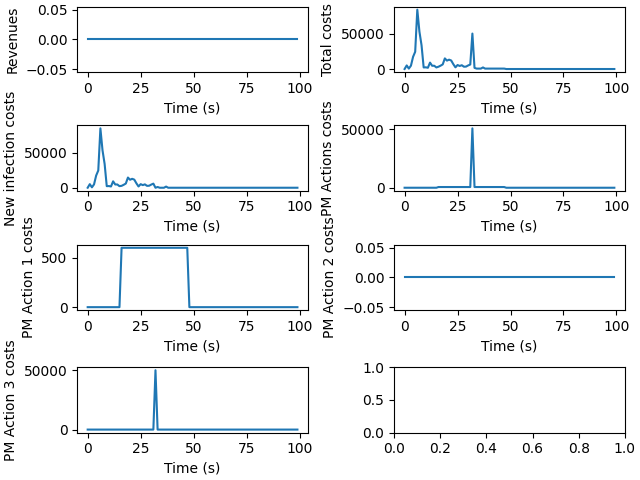 Revenues
0.05
0.00
−0.05
0 25 50 75 100
Time (s)
Total costs
50000
0
0 25 50 75 100
Time (s)
New infection costs
50000
0
0 25 50 75 100
Time (s)
PM Actions costs
50000
0
0 25 50 75 100
Time (s)
PM Action 1 costs
500
0
0 25 50 75 100
Time (s)
PM Action 2 costs
0.05
0.00
−0.05
0 25 50 75 100
Time (s)
PM Action 3 costs
50000
0
0 25 50 75 100
Time (s)
1.0
0.5
0.0
0.0 0.2 0.4 0.6 0.8 1.0